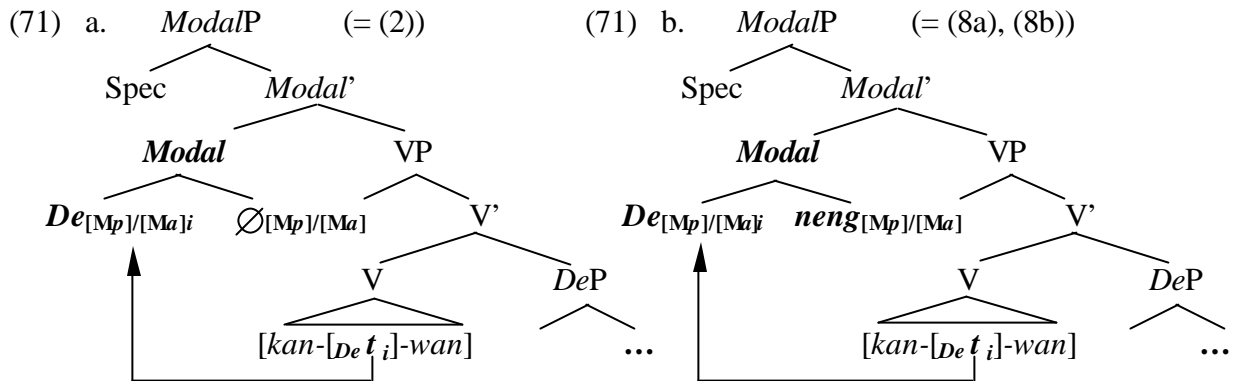 (71) a. ModalP (= (2)) (71) b. ModalP (= (8a), (8b))
Spec Modal’ Spec Modal’
Modal VP Modal VP
De[Mp]/[Ma]i ∅[Mp]/[Ma] V’ De[Mp]/[Ma]i neng[Mp]/[Ma] V’
V DeP V DeP
[kan-[De t i]-wan] ... [kan-[De t i]-wan] ...